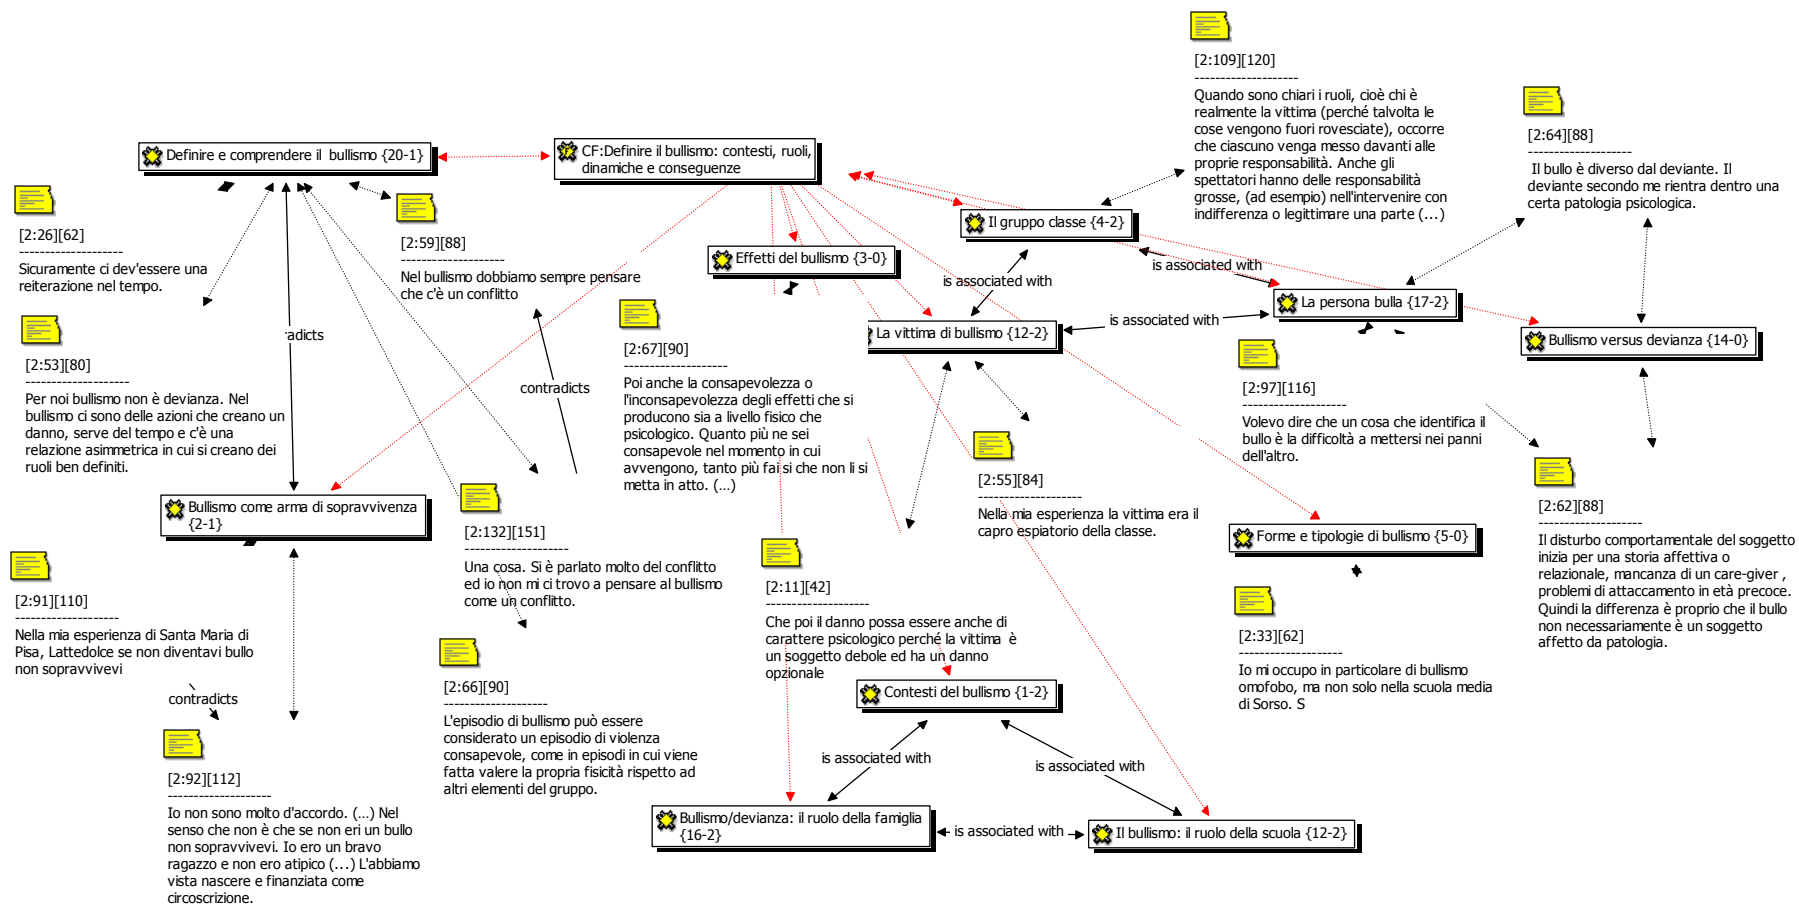 [2:109][120]
--------------------
Quando sono chiari i ruoli, cioè chi è
realmente la vittima (perché talvolta le
cose vengono fuori rovesciate), occorre
che ciascuno venga messo davanti alle
proprie responsabilità. Anche gli
spettatori hanno delle responsabilità
grosse, (ad esempio) nell'intervenire con
indifferenza o legittimare una parte (...)
[2:64][88]
--------------------
Il bullo è diverso dal deviante. Il
deviante secondo me rientra dentro una
certa patologia psicologica.
Definire e comprendere il bullismo {20-1}
CF:Definire il bullismo: contesti, ruoli,
dinamiche e conseguenze
[2:26][62]
--------------------
Sicuramente ci dev'essere una
reiterazione nel tempo.
[2:59][88]
--------------------
Nel bullismo dobbiamo sempre pensare
che c'è un conflitto
Il gruppo classe {4-2}
Effetti del bullismo {3-0}
is associated with
is associated with
La persona bulla {17-2}
is associated with
La vittima di bullismo {12-2}
Bullismo versus devianza {14-0}
[2:53][80]
--------------------
Per noi bullismo non è devianza. Nel
bullismo ci sono delle azioni che creano un
danno, serve del tempo e c'è una
relazione asimmetrica in cui si creano dei
ruoli ben definiti.
radicts
contradicts
[2:67][90]
--------------------
Poi anche la consapevolezza o
l'inconsapevolezza degli effetti che si
producono sia a livello fisico che
psicologico. Quanto più ne sei
consapevole nel momento in cui
avvengono, tanto più fai si che non li si
metta in atto. (...)
[2:97][116]
--------------------
Volevo dire che un cosa che identifica il
bullo è la difficoltà a mettersi nei panni
dell'altro.
[2:55][84]
--------------------
Nella mia esperienza la vittima era il
capro espiatorio della classe.
[2:62][88]
--------------------
Il disturbo comportamentale del soggetto
inizia per una storia affettiva o
relazionale, mancanza di un care-giver ,
problemi di attaccamento in età precoce.
Quindi la differenza è proprio che il bullo
non necessariamente è un soggetto
affetto da patologia.
Bullismo come arma di sopravvivenza
{2-1}
[2:132][151]
--------------------
Una cosa. Si è parlato molto del conflitto
ed io non mi ci trovo a pensare al bullismo
come un conflitto.
Forme e tipologie di bullismo {5-0}
[2:11][42]
--------------------
Che poi il danno possa essere anche di
carattere psicologico perché la vittima è
un soggetto debole ed ha un danno
opzionale
[2:91][110]
--------------------
Nella mia esperienza di Santa Maria di
Pisa, Lattedolce se non diventavi bullo
non sopravvivevi
[2:33][62]
--------------------
Io mi occupo in particolare di bullismo
omofobo, ma non solo nella scuola media
di Sorso. S
contradicts
[2:66][90]
--------------------
L'episodio di bullismo può essere
considerato un episodio di violenza
consapevole, come in episodi in cui viene
fatta valere la propria fisicità rispetto ad
altri elementi del gruppo.
Contesti del bullismo {1-2}
is associated with
is associated with
[2:92][112]
--------------------
Io non sono molto d'accordo. (...) Nel
senso che non è che se non eri un bullo
non sopravvivevi. Io ero un bravo
ragazzo e non ero atipico (...) L'abbiamo
vista nascere e finanziata come
circoscrizione.
Bullismo/devianza: il ruolo della famiglia
{16-2}
is associated with
Il bullismo: il ruolo della scuola {12-2}